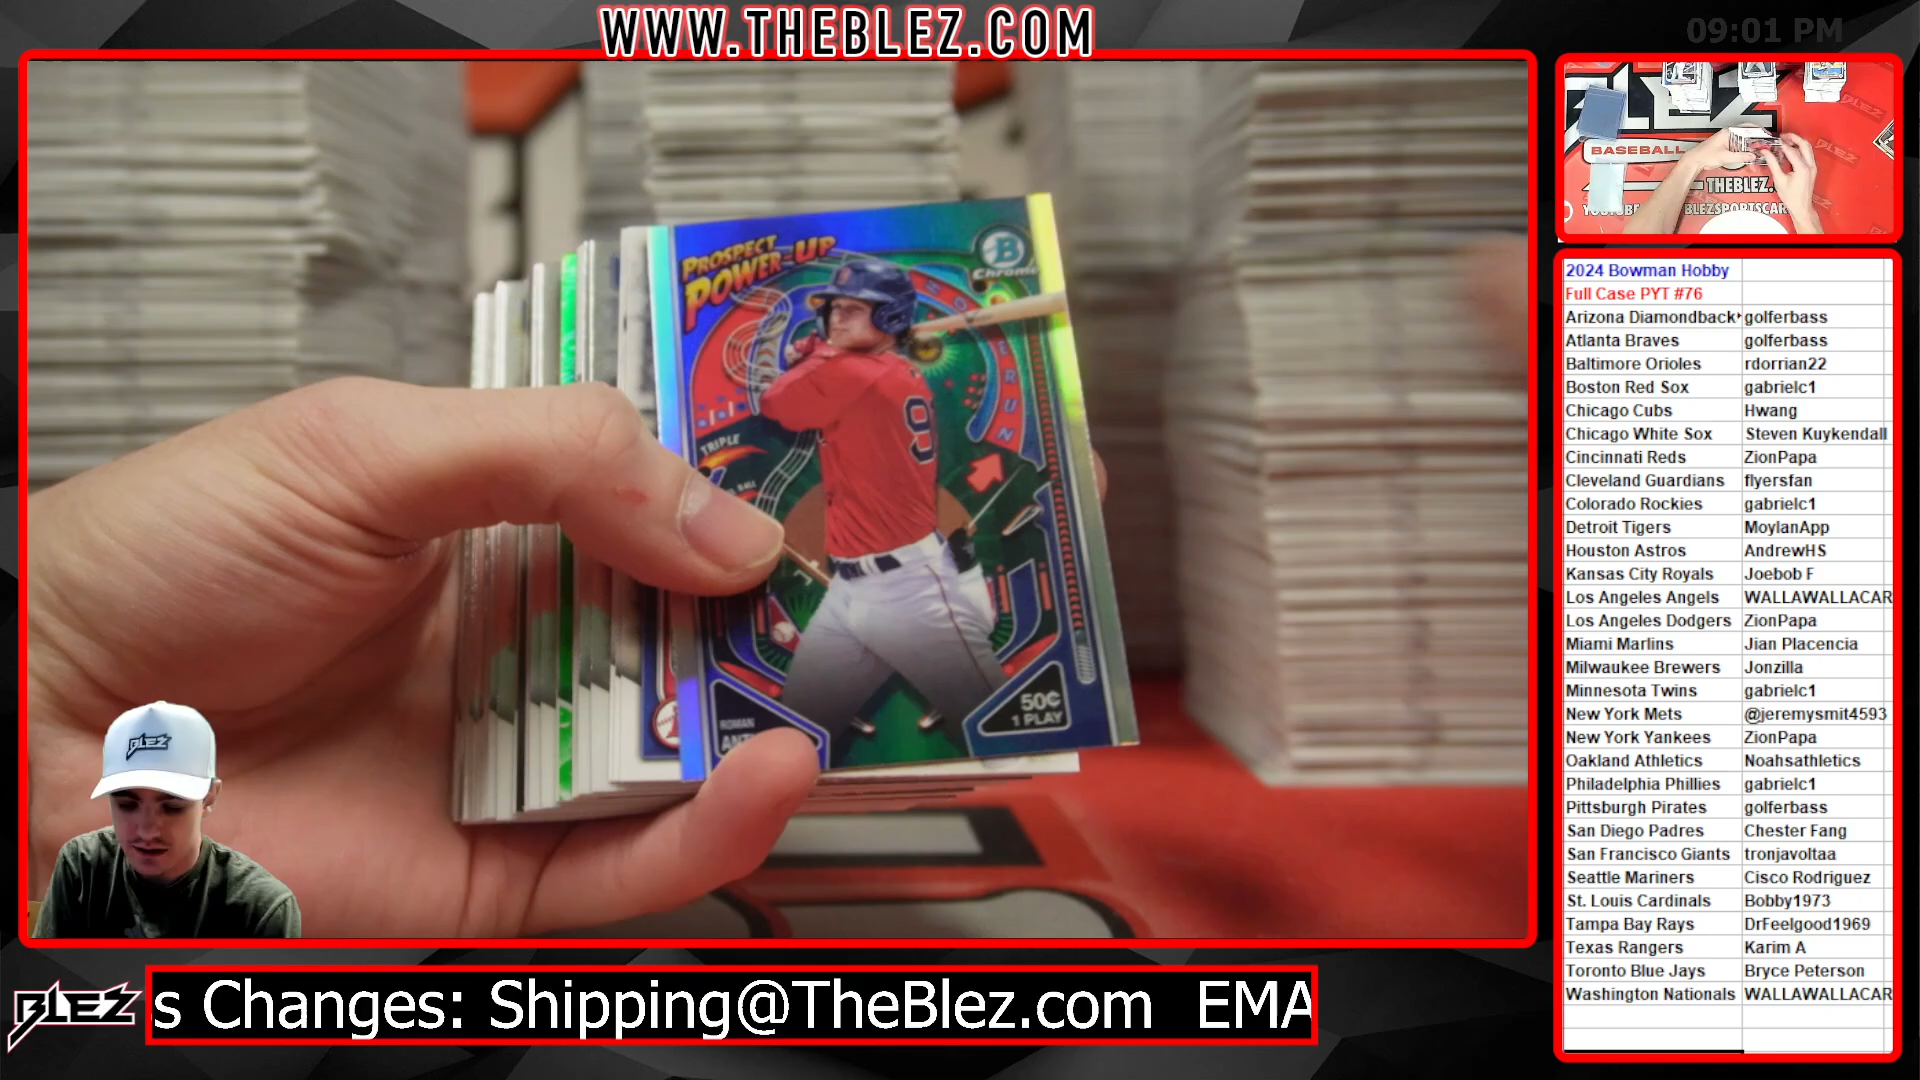 WWW.THEBLEZ.COM
09:01 PM
PROSPECT
POWER-UP
B
Chrome
TRIPLE
9
50¢
1 PLAY
ROMAN
BLEZ
BASEBALL
THEBLEZ.
BLEZSPORTSCAR
2024 Bowman Hobby
Full Case PYT #76
Arizona Diamondback golferbass
Atlanta Braves golferbass
Baltimore Orioles rdorrian22
Boston Red Sox gabrielc1
Chicago Cubs Hwang
Chicago White Sox Steven Kuykendall
Cincinnati Reds ZionPapa
Cleveland Guardians flyersfan
Colorado Rockies gabrielc1
Detroit Tigers MoylanApp
Houston Astros AndrewHS
Kansas City Royals Joebob F
Los Angeles Angels WALLAWALLACAR
Los Angeles Dodgers ZionPapa
Miami Marlins Jian Placencia
Milwaukee Brewers Jonzilla
Minnesota Twins gabrielc1
New York Mets @jeremysmit4593
New York Yankees ZionPapa
Oakland Athletics Noahsathletics
Philadelphia Phillies gabrielc1
Pittsburgh Pirates golferbass
San Diego Padres Chester Fang
San Francisco Giants tronjavoltaa
Seattle Mariners Cisco Rodriguez
St. Louis Cardinals Bobby1973
Tampa Bay Rays DrFeelgood1969
Texas Rangers Karim A
Toronto Blue Jays Bryce Peterson
Washington Nationals WALLAWALLACAR
BLEZ
s Changes: Shipping@TheBlez.com EMA